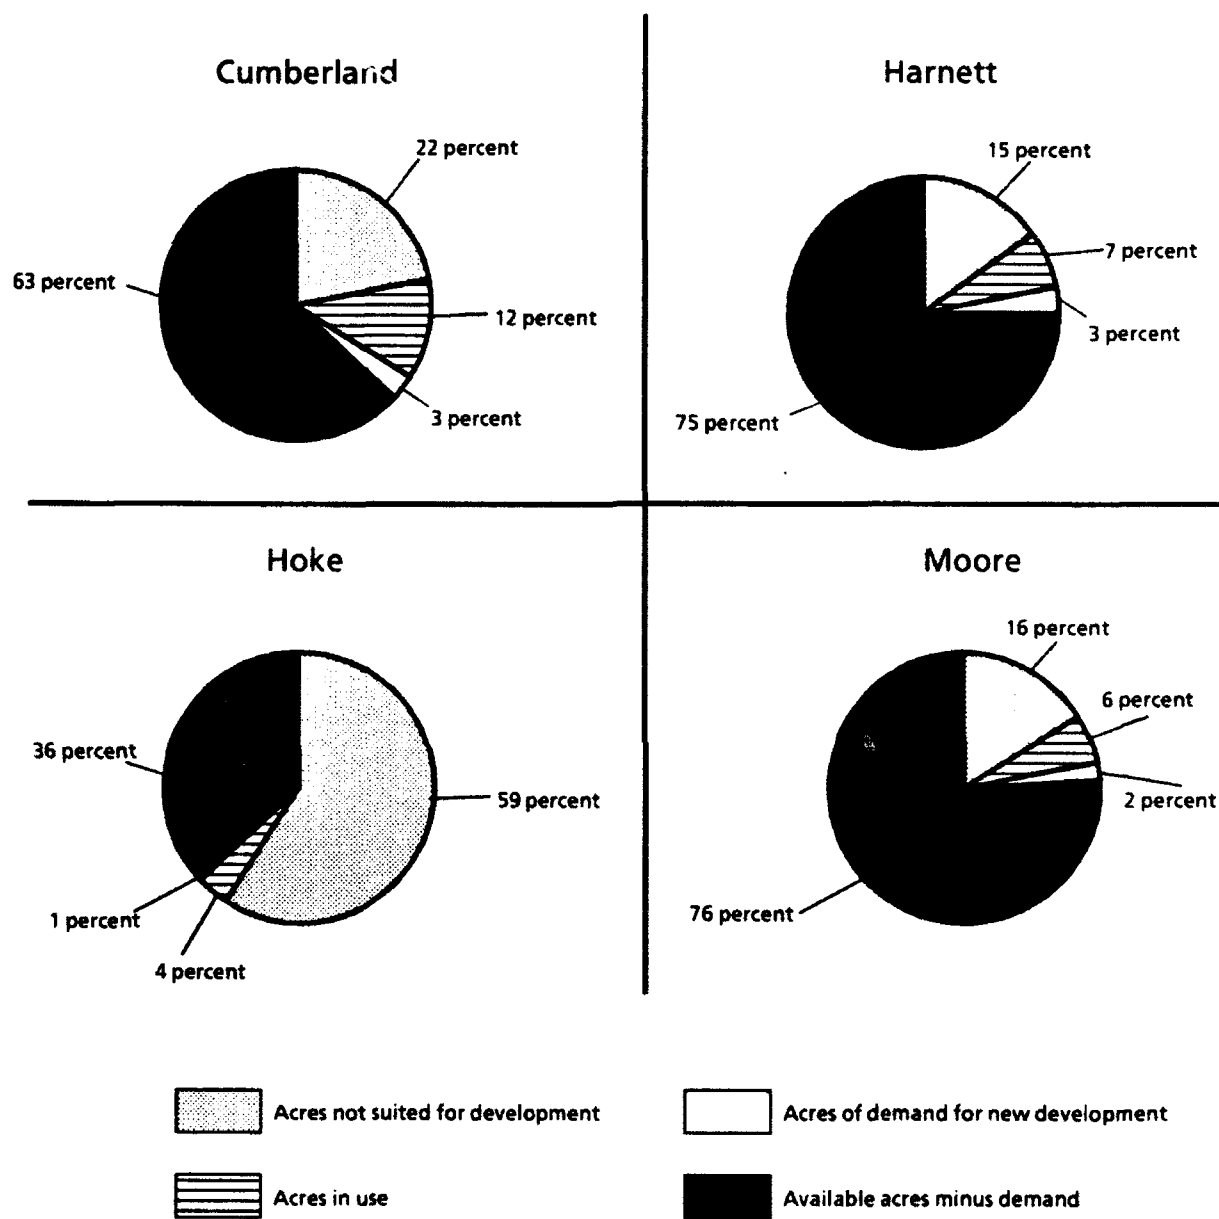 Cumberland
22 percent
63 percent
12 percent
3 percent
Harnett
15 percent
7 percent
3 percent
75 percent
Hoke
36 percent
59 percent
1 percent
4 percent
Moore
16 percent
6 percent
2 percent
76 percent
Acres not suited for development
Acres of demand for new development
Acres in use
Available acres minus demand